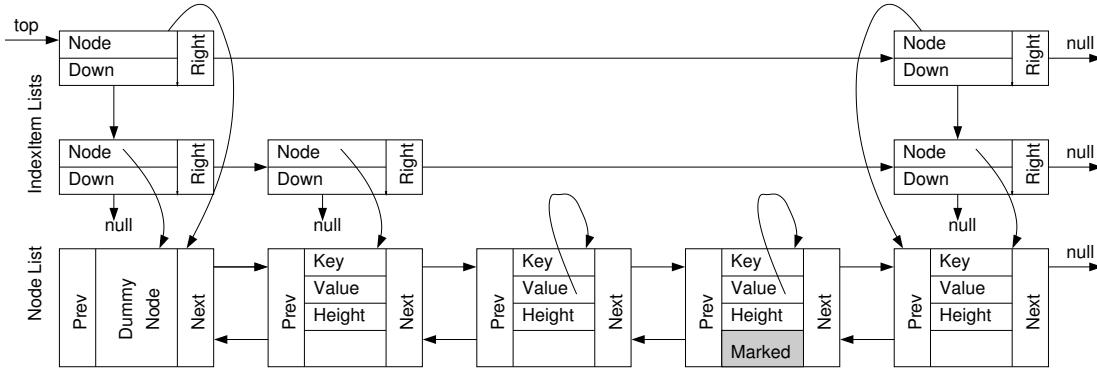 top
Node
Down
Right
Node
Down
Right
null
IndexItem Lists
Node
Down
Right
Node
Down
Right
Node
Down
Right
null
null
null
null
Node List
Prev
Dummy
Node
Next
Prev
Key
Value
Height
Next
Prev
Key
Value
Height
Next
Prev
Key
Value
Height
Marked
Next
Prev
Key
Value
Height
Next
null